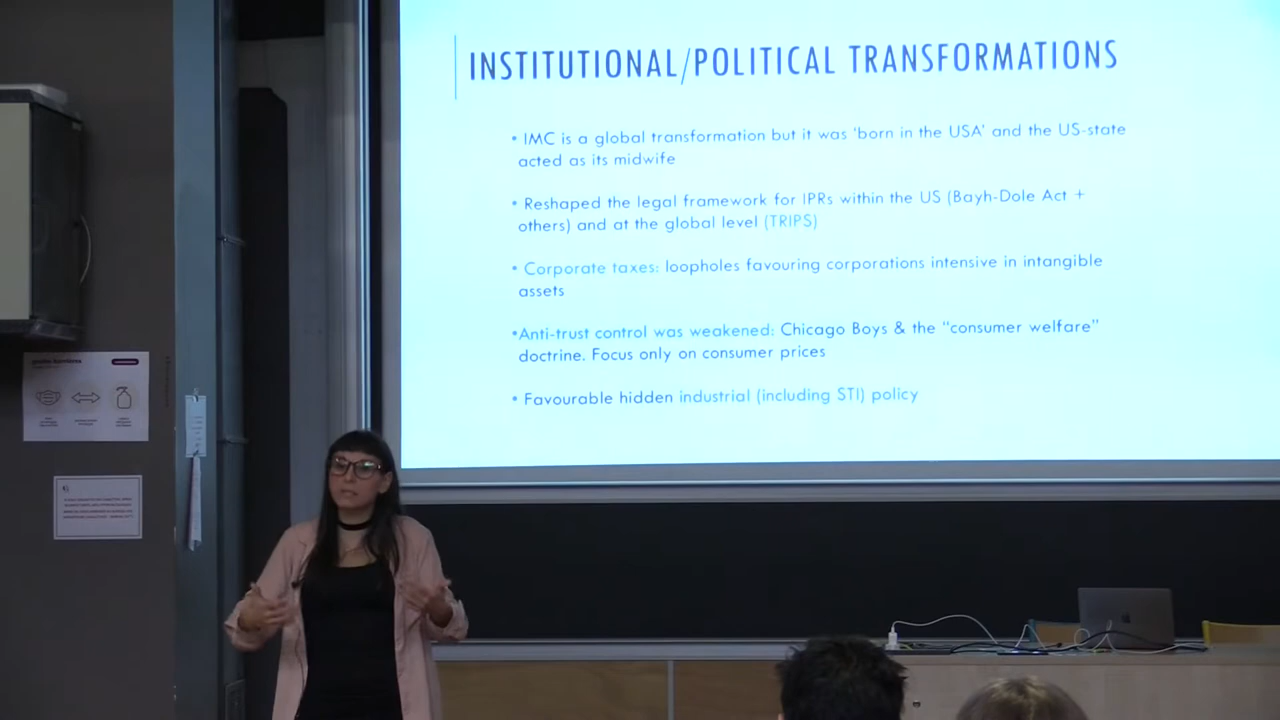 INSTITUTIONAL/POLITICAL TRANSFORMATIONS
• IMC is a global transformation but it was 'born in the USA' and the US-state
acted as its midwife
• Reshaped the legal framework for IPRs within the US (Bayh-Dole Act +
others) and at the global level (TRIPS)
• Corporate taxes: loopholes favouring corporations intensive in intangible
assets
•Anti-trust control was weakened: Chicago Boys & the "consumer welfare"
doctrine. Focus only on consumer prices
• Favourable hidden industrial (including STI) policy